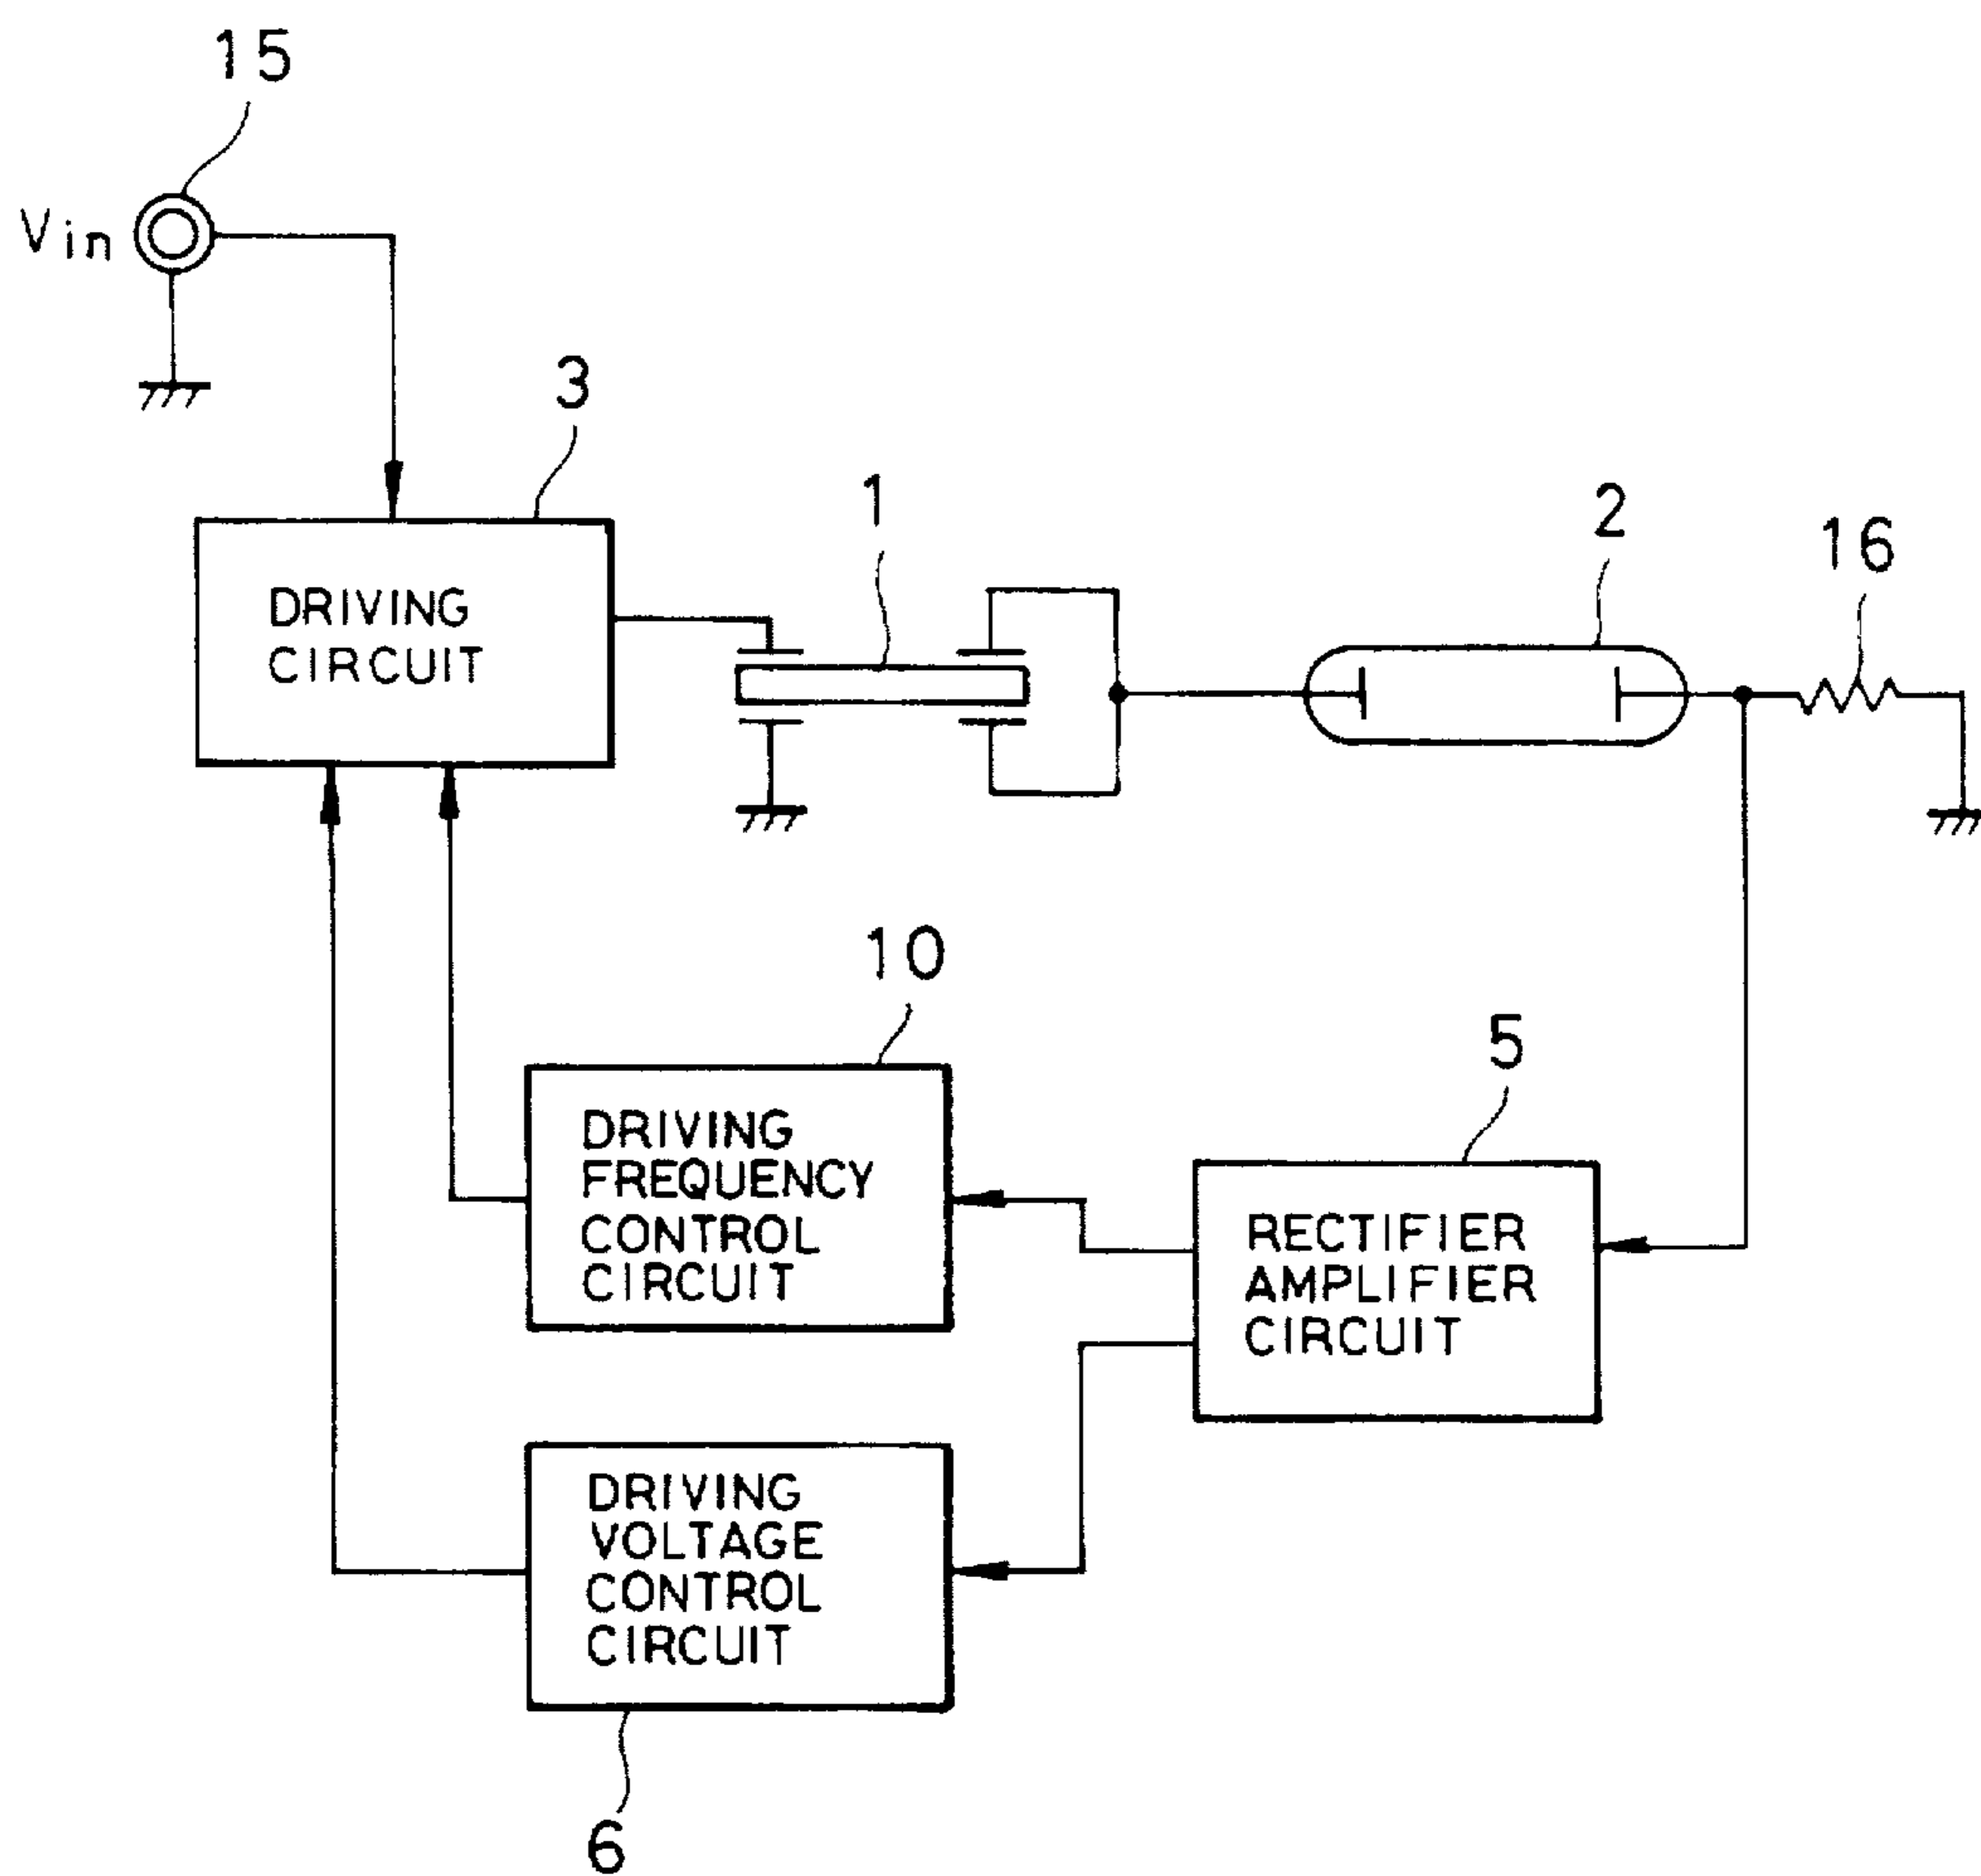 15
Vin
3
DRIVING
CIRCUIT
1
2
16
10
DRIVING
FREQUENCY
CONTROL
CIRCUIT
5
RECTIFIER
AMPLIFIER
CIRCUIT
DRIVING
VOLTAGE
CONTROL
CIRCUIT
6